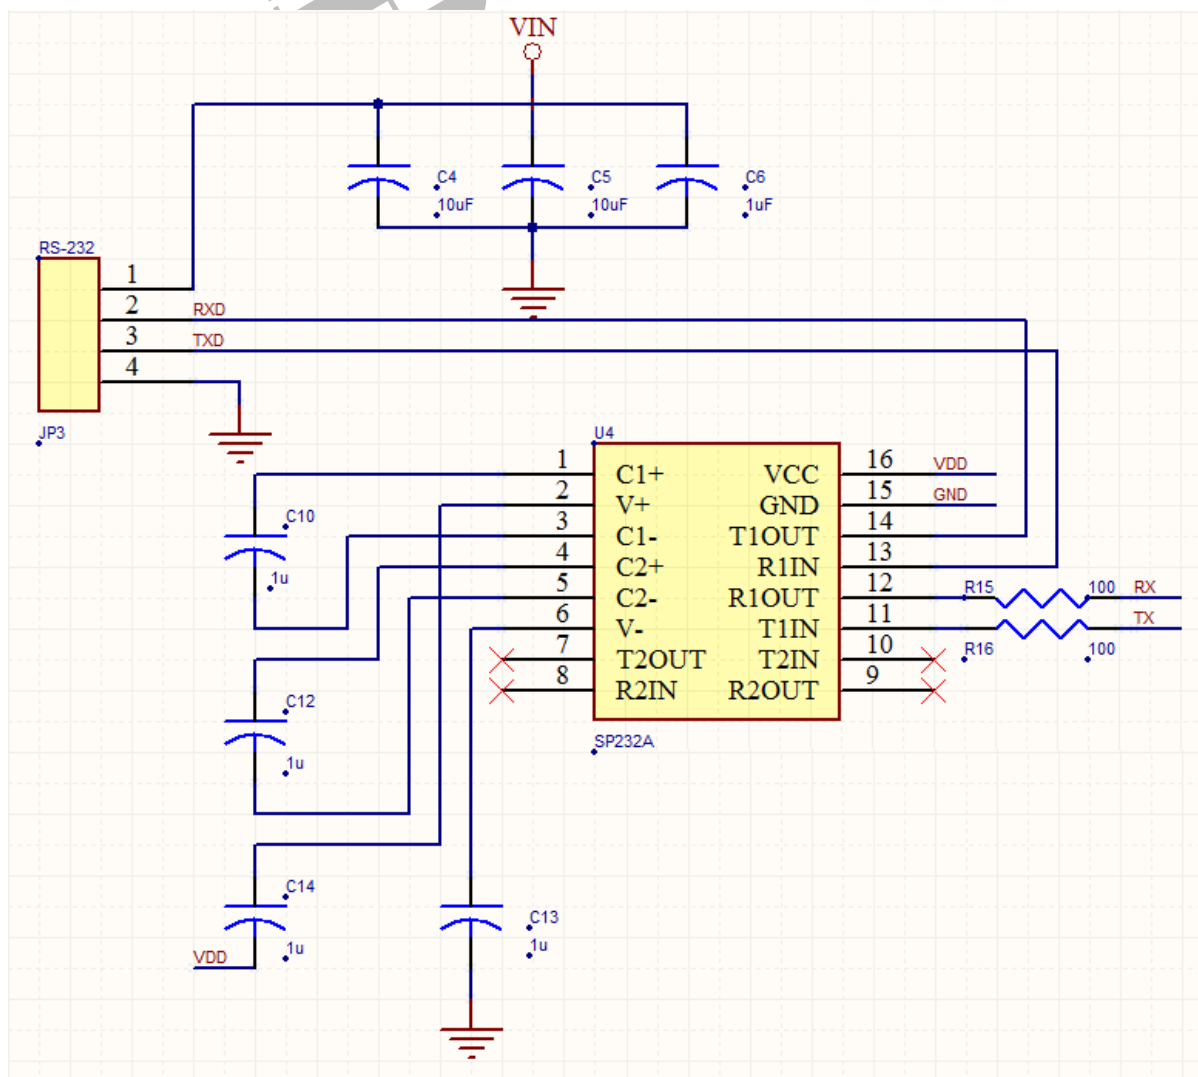 VIN
C4
10uF
C5
10uF
C6
1uF
RS-232
1
2
3
4
RXD
TXD
JP3
U4
1
2
3
4
5
6
7
8
C1+
V+
C1-
C2+
C2-
V-
T2OUT
R2IN
VCC
GND
T1OUT
R1IN
R1OUT
T1IN
T2IN
R2OUT
16
15
14
13
12
11
10
9
VDD
GND
R15
100
RX
TX
R16
100
SP232A
C10
1u
C12
1u
C14
1u
VDD
C13
1u